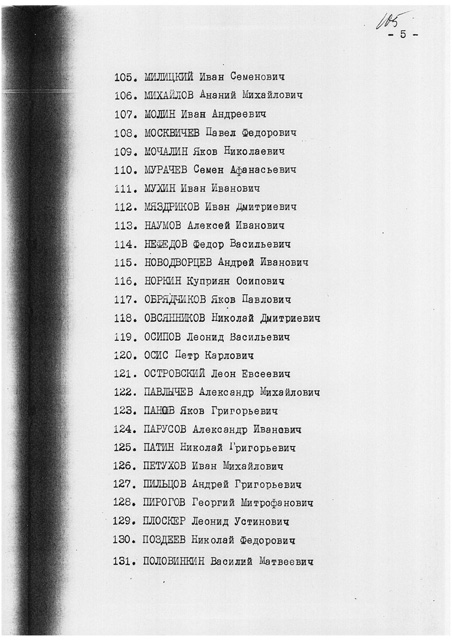 105
- 5 -
105. МИЛИЦКИЙ Иван Семенович
106. МИХАЙЛОВ Ананий Михайлович
107. МОЛИН Иван Андреевич
108. МОСКВИЧЕВ Павел Федорович
109. МОЧАЛИН Яков Николаевич
110. МУРАЧЕВ Семен Афанасьевич
111. МУХИН Иван Иванович
112. МЯЗДРИКОВ Иван Дмитриевич
113. НАУМОВ Алексей Иванович
114. НЕФЕДОВ Федор Васильевич
115. НОВОДВОРЦЕВ Андрей Иванович
116. НОРКИН Куприян Осипович
117. ОБРЯДЧИКОВ Яков Павлович
118. ОВСЯННИКОВ Николай Дмитриевич
119. ОСИПОВ Леонид Васильевич
120. ОСИС Петр Карлович
121. ОСТРОВСКИЙ Леон Евсеевич
122. ПАВЛЫЧЕВ Александр Михайлович
123. ПАНОВ Яков Григорьевич
124. ПАРУСОВ Александр Иванович
125. ПАТИН Николай Григорьевич
126. ПЕТУХОВ Иван Михайлович
127. ПИЛЬЦОВ Андрей Григорьевич
128. ПИРОГОВ Георгий Митрофанович
129. ПЛОСКЕР Леонид Устинович
130. ПОЗДЕЕВ Николай Федорович
131. ПОЛОВИНКИН Василий Матвеевич